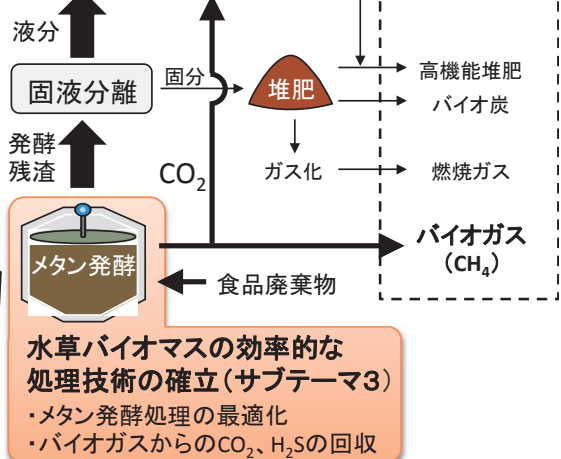 液分
固液分離
固分
堆肥
高機能堆肥
バイオ炭
発酵
残渣
CO₂
ガス化
燃焼ガス
メタン発酵
バイオガス
（CH₄）
食品廃棄物
水草バイオマスの効率的な
処理技術の確立（サブテーマ３）
・メタン発酵処理の最適化
・バイオガスからのCO₂、H₂Sの回収